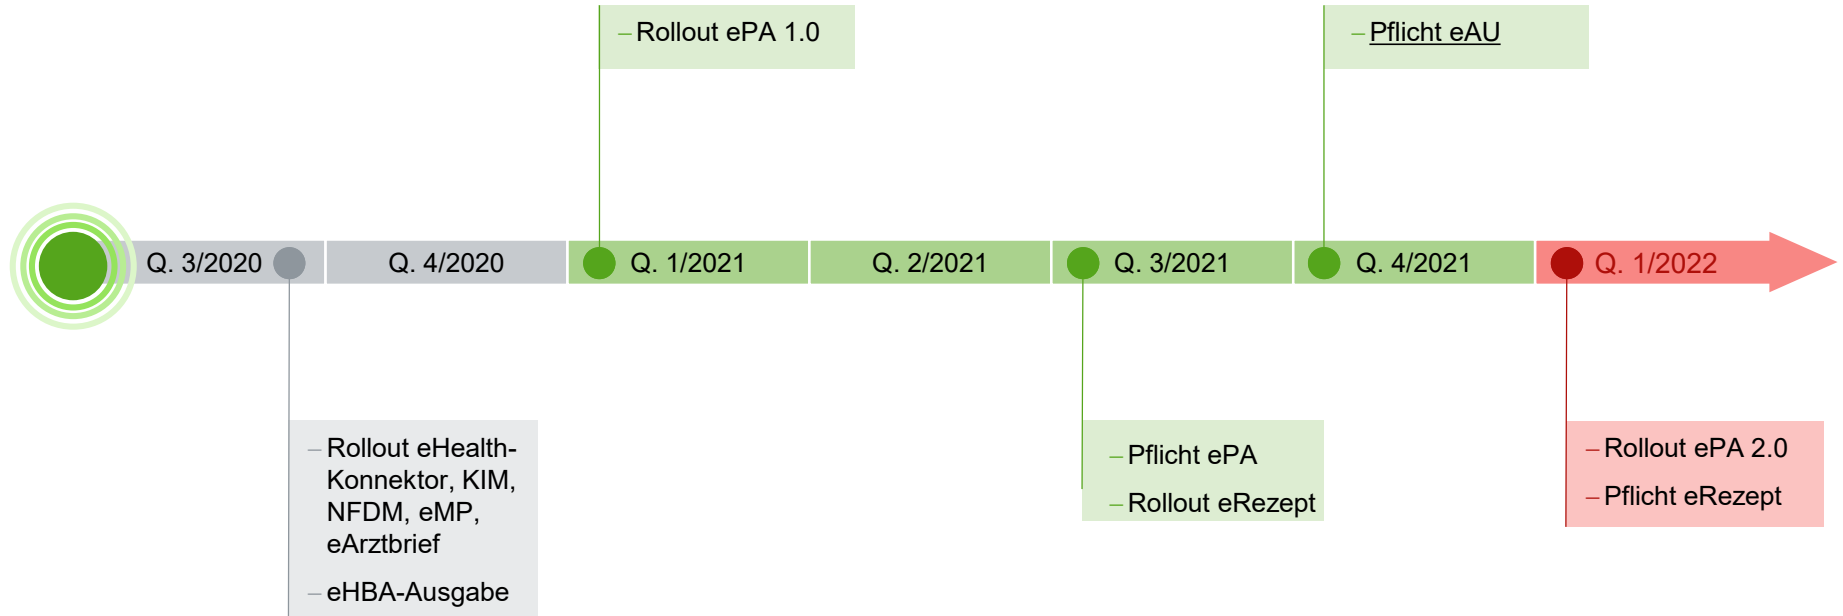 – Rollout ePA 1.0
– Pflicht eAU
Q. 3/2020
Q. 4/2020
Q. 1/2021
Q. 2/2021
Q. 3/2021
Q. 4/2021
Q. 1/2022
– Rollout eHealth-
Konnektor, KIM,
NFDM, eMP,
eArztbrief
– eHBA-Ausgabe
– Pflicht ePA
– Rollout eRezept
– Rollout ePA 2.0
– Pflicht eRezept